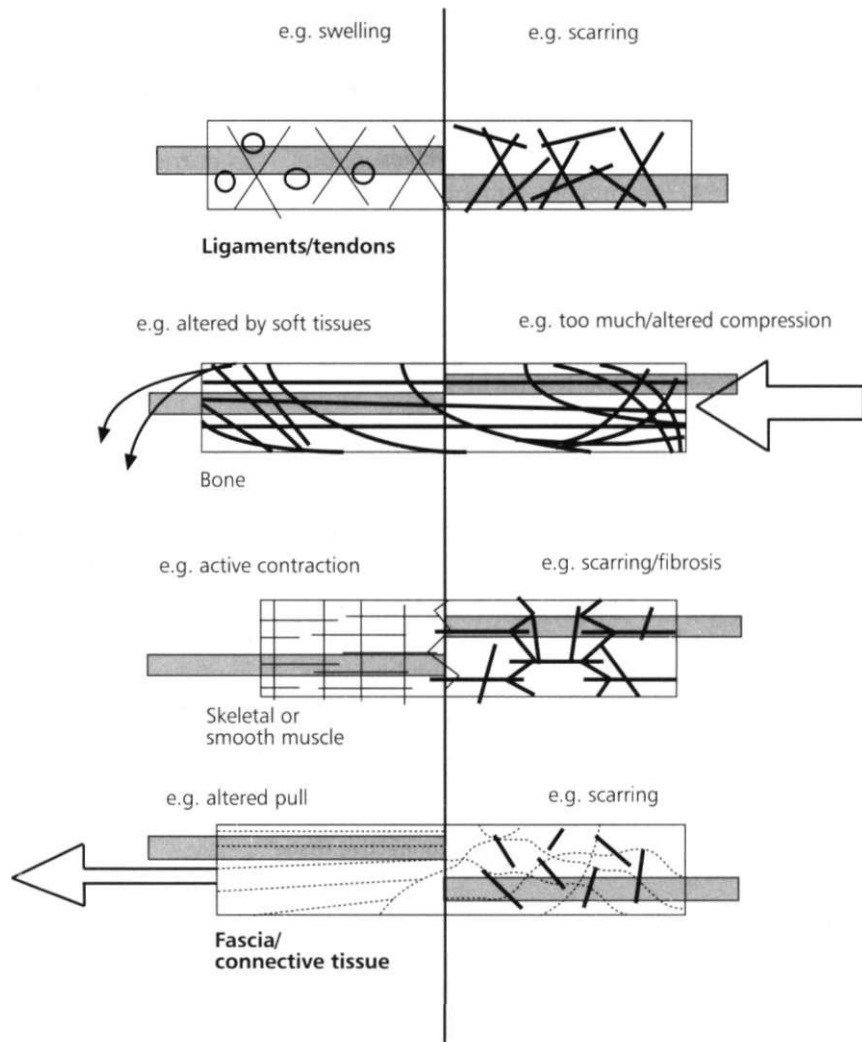 e.g. swelling
e.g. scarring
Ligaments/tendons
e.g. altered by soft tissues
e.g. too much/altered compression
Bone
e.g. active contraction
e.g. scarring/fibrosis
Skeletal or
smooth muscle
e.g. altered pull
e.g. scarring
Fascia/
connective tissue